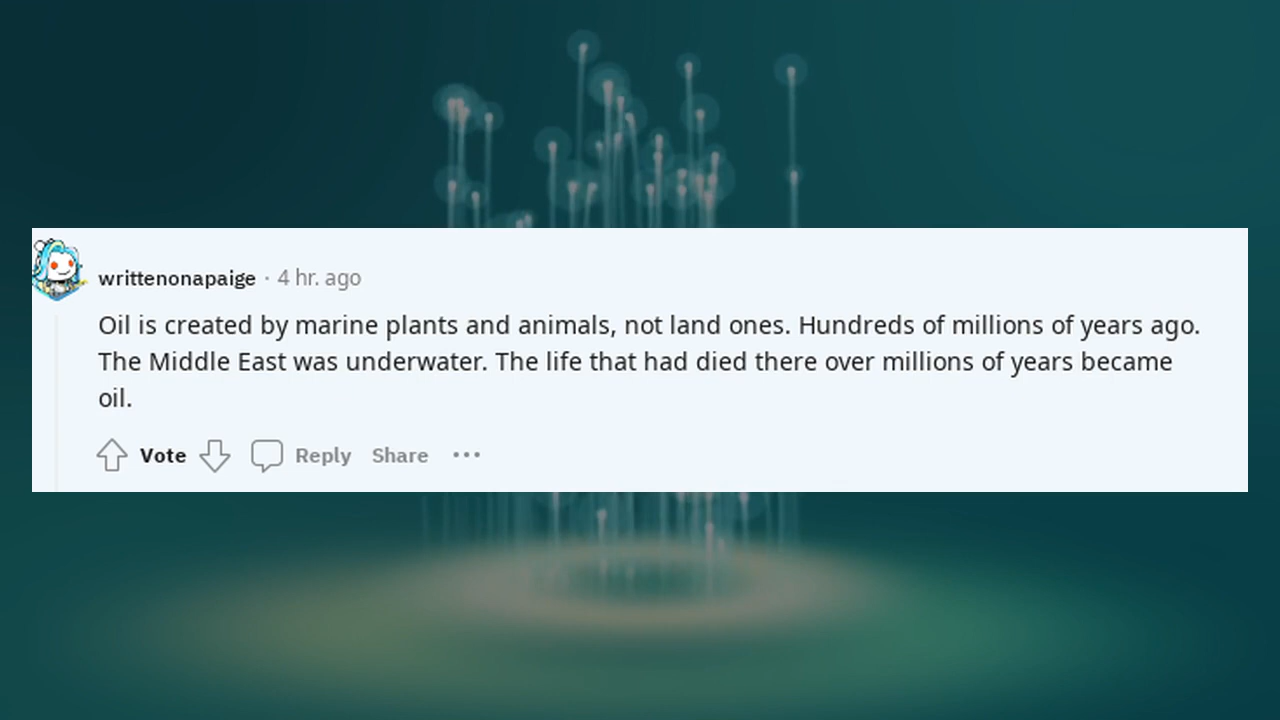 writtenonapaige · 4 hr. ago
Oil is created by marine plants and animals, not land ones. Hundreds of millions of years ago.
The Middle East was underwater. The life that had died there over millions of years became
oil.
Vote Reply Share ···